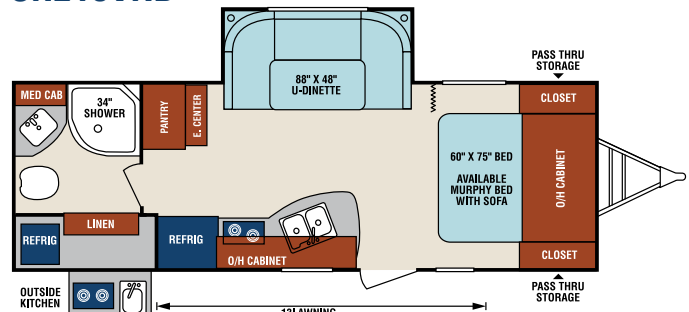 PASS THRU
STORAGE
MED CAB
34"
SHOWER
PANTRY
E. CENTER
88" X 48"
U-DINETTE
CLOSET
60" X 75" BED
AVAILABLE
MURPHY BED
WITH SOFA
O/H CABINET
LINEN
REFRIG
REFRIG
O/H CABINET
CLOSET
PASS THRU
STORAGE
OUTSIDE
KITCHEN